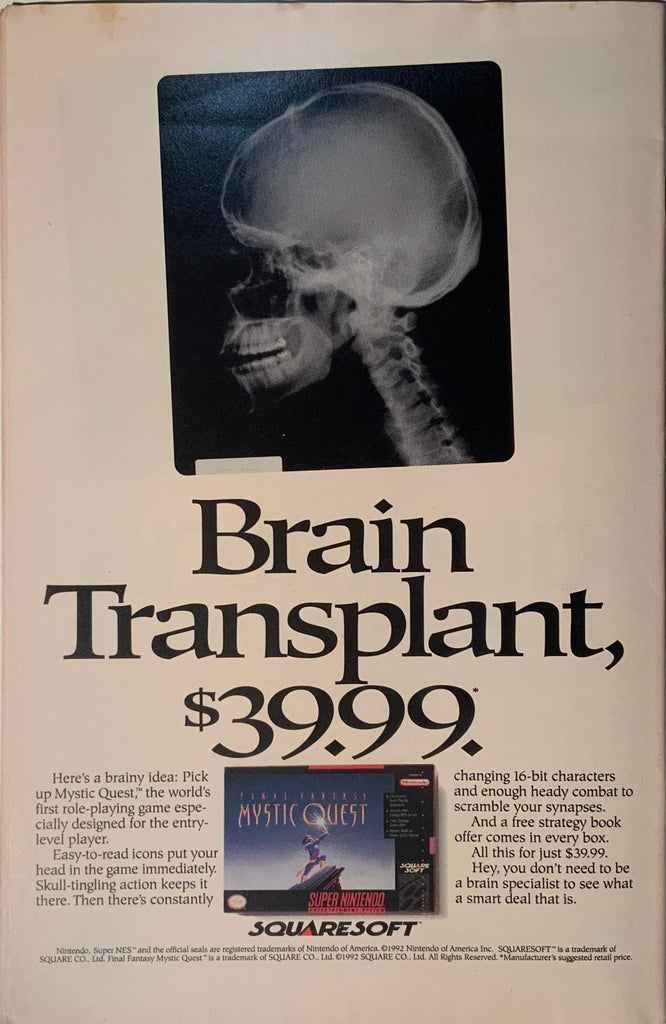 Brain
Transplant,
$39.99.*
Here's a brainy idea: Pick
up Mystic Quest,™ the world's
first role-playing game espe-
cially designed for the entry-
level player.
Easy-to-read icons put your
head in the game immediately.
Skull-tingling action keeps it
there. Then there's constantly
changing 16-bit characters
and enough heady combat to
scramble your synapses.
And a free strategy book
offer comes in every box.
All this for just $39.99.
Hey, you don't need to be
a brain specialist to see what
a smart deal that is.
FINAL FANTASY
MYSTIC QUEST
Nintendo
SQUARE
SOFT
SUPER NINTENDO
ENTERTAINMENT SYSTEM
SQUARESOFT™
Nintendo, Super NES™ and the official seals are registered trademarks of Nintendo of America. ©1992 Nintendo of America Inc. SQUARESOFT™ is a trademark of
SQUARE CO., Ltd. Final Fantasy Mystic Quest™ is a trademark of SQUARE CO., Ltd. ©1992 SQUARE CO., Ltd. All Rights Reserved. *Manufacturer's suggested retail price.